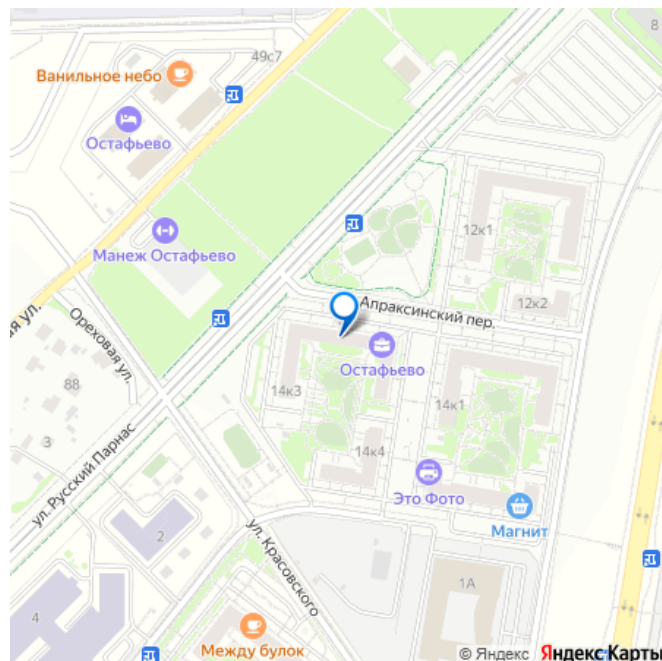 8
49с7
Ванильное небо
Остафьево
Манеж Остафьево
12к1
12к2
Апраксинский пер.
ая ул.
Ореховая ул.
Остафьево
88
14к3
14к1
3
ул. Русский Парнас
14к4
Это Фото
Магнит
2
ул. Красовского
1А
4
Между булок
© Яндекс Яндекс Карты